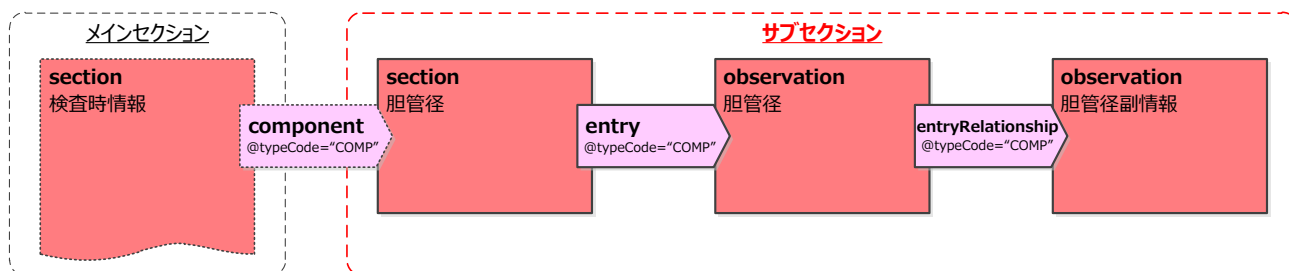 メインセクション
サブセクション
section
検査時情報
component
@typeCode=“COMP”
section
胆管径
entry
@typeCode=“COMP”
observation
胆管径
entryRelationship
@typeCode=“COMP”
observation
胆管径副情報